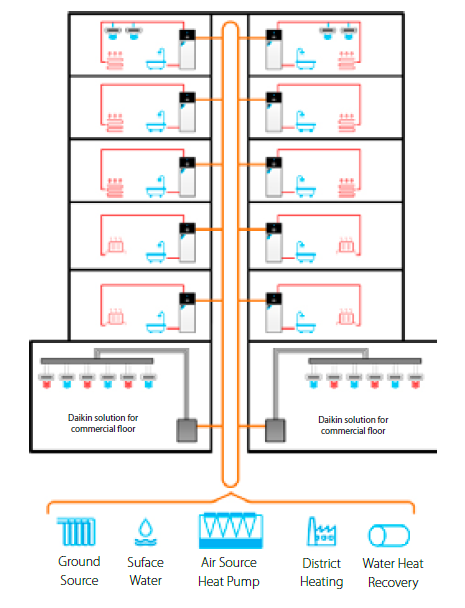 Daikin solution for
commercial floor
Daikin solution for
commercial floor
Ground
Source
Suface
Water
Air Source
Heat Pump
District
Heating
Water Heat
Recovery